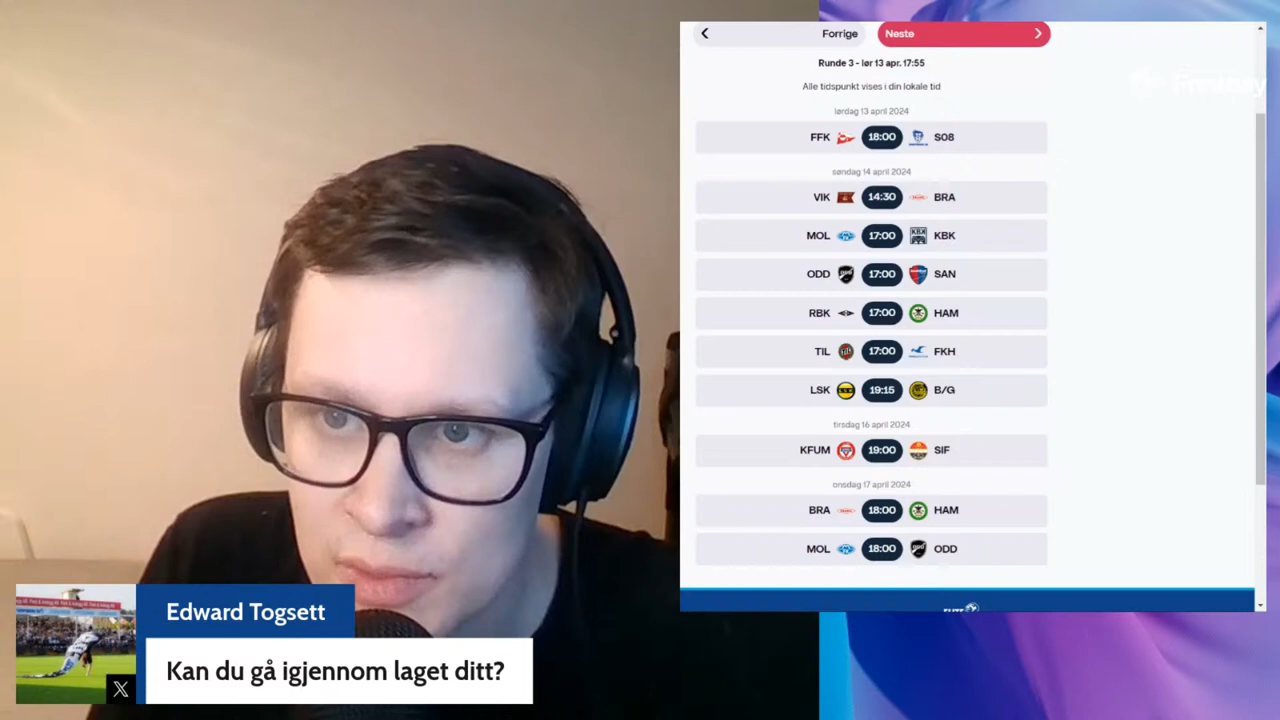 Forrige
Neste
Runde 3 - lør 13 apr. 17:55
Alle tidspunkt vises i din lokale tid
lørdag 13 april 2024
FFK 18:00 S08
søndag 14 april 2024
VIK 14:30 BRA
MOL 17:00 KBK
ODD 17:00 SAN
RBK 17:00 HAM
TIL 17:00 FKH
LSK 19:15 B/G
tirsdag 16 april 2024
KFUM 19:00 SIF
onsdag 17 april 2024
BRA 18:00 HAM
MOL 18:00 ODD
Edward Togsett
Kan du gå igjennom laget ditt?